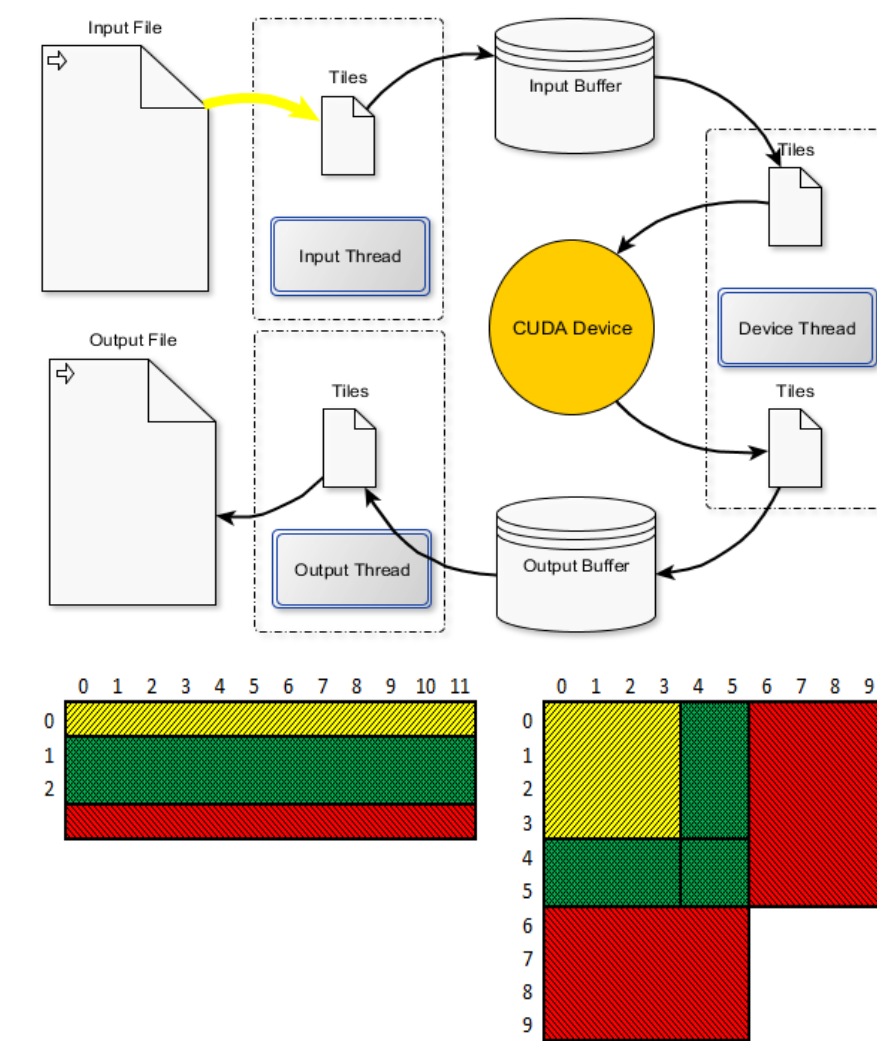 Input File
Tiles
Input Buffer
Tiles
Input Thread
CUDA Device
Device Thread
Output File
Tiles
Tiles
Output Thread
Output Buffer
0 1 2 3 4 5 6 7 8 9 10 11
0
1
2
0 1 2 3 4 5 6 7 8 9
0
1
2
3
4
5
6
7
8
9